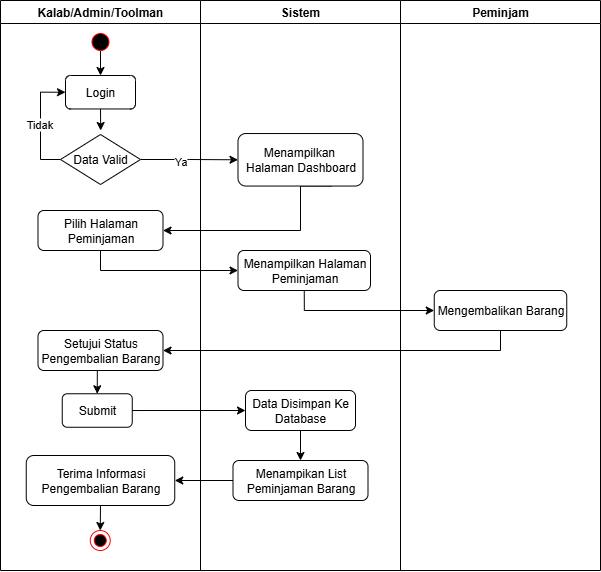 Kalab/Admin/Toolman
Sistem
Peminjam
Login
Tidak
Data Valid
Ya
Menampilkan
Halaman Dashboard
Pilih Halaman
Peminjaman
Menampilkan Halaman
Peminjaman
Mengembalikan Barang
Setujui Status
Pengembalian Barang
Submit
Data Disimpan Ke
Database
Menampikan List
Peminjaman Barang
Terima Informasi
Pengembalian Barang